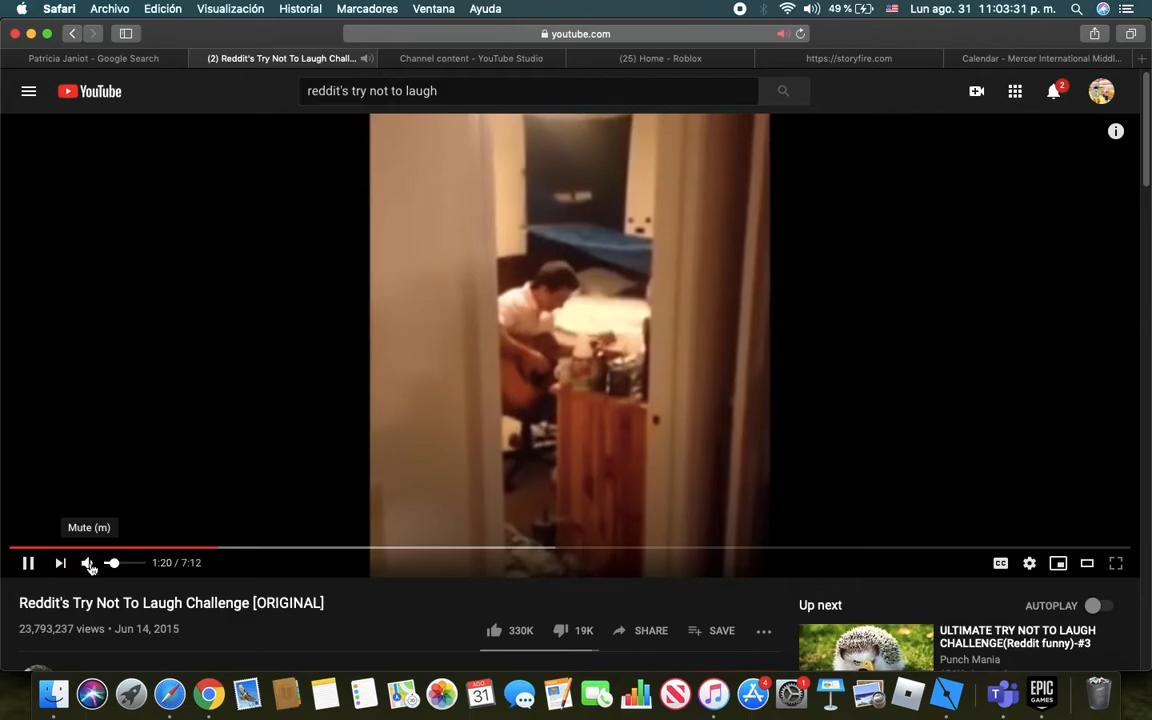 Safari Archivo Edición Visualización Historial Marcadores Ventana Ayuda 49 % Lun ago. 31 11:03:31 p. m.
youtube.com
Patricia Janiot - Google Search (2) Reddit's Try Not To Laugh Chall... Channel content - YouTube Studio (25) Home - Roblox https://storyfire.com Calendar - Mercer International Middl...
YouTube reddit's try not to laugh 2
Mute (m)
1:20 / 7:12 CC
Reddit's Try Not To Laugh Challenge [ORIGINAL]
23,793,237 views • Jun 14, 2015
330K 19K SHARE SAVE
Up next AUTOPLAY
ULTIMATE TRY NOT TO LAUGH
CHALLENGE(Reddit funny)-#3
Punch Mania
AGO.
31
4
1
EPIC
GAMES